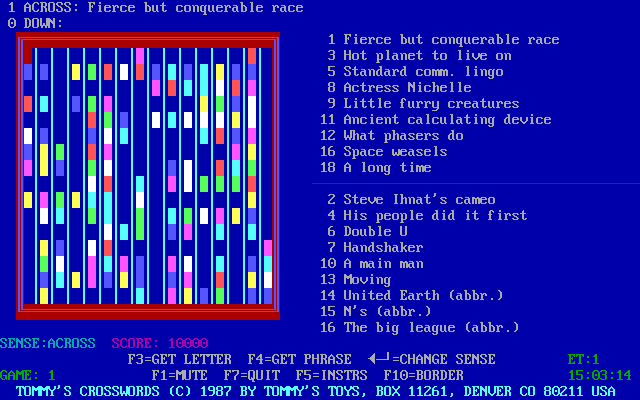 1 ACROSS: Fierce but conquerable race
0 DOWN:
1 Fierce but conquerable race
3 Hot planet to live on
5 Standard comm. lingo
8 Actress Nichelle
9 Little furry creatures
11 Ancient calculating device
12 What phasers do
16 Space weasels
18 A long time
2 Steve Ihnat's cameo
4 His people did it first
6 Double U
7 Handshaker
10 A main man
13 Moving
14 United Earth (abbr.)
15 N's (abbr.)
16 The big league (abbr.)
SENSE:ACROSS SCORE: 10000
F3=GET LETTER F4=GET PHRASE ◄─┘=CHANGE SENSE ET:1
GAME: 1 F1=MUTE F7=QUIT F5=INSTRS F10=BORDER 15:03:14
TOMMY'S CROSSWORDS (C) 1987 BY TOMMY'S TOYS, BOX 11261, DENVER CO 80211 USA